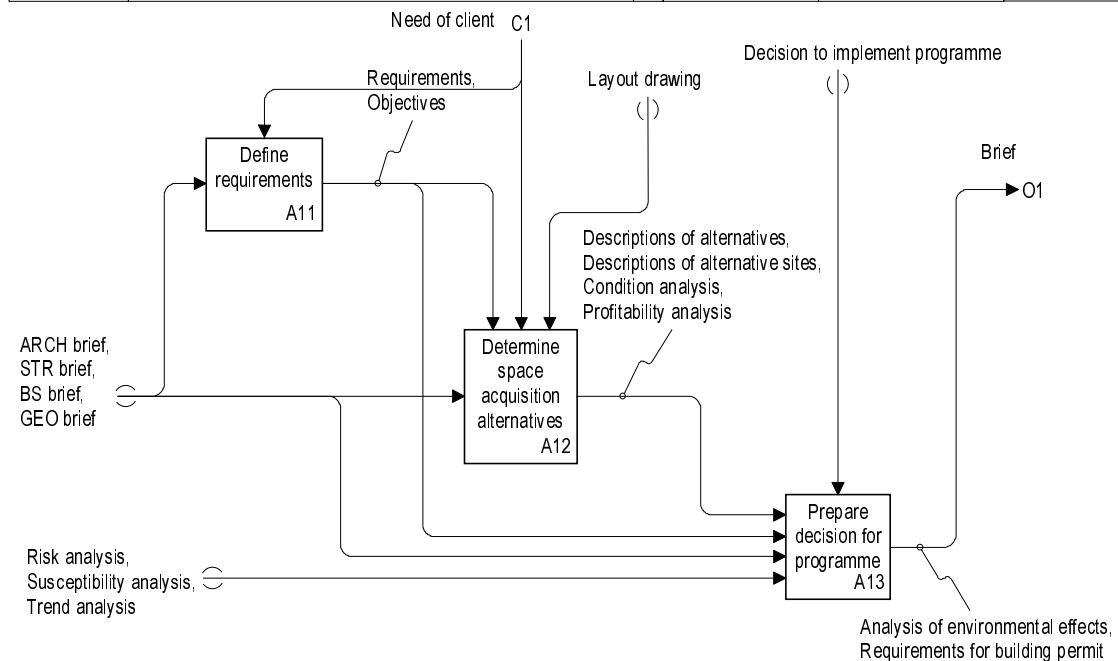 Need of client C1
Decision to implement programme
Requirements,
Objectives
Layout drawing
Define
requirements
A11
Brief
O1
Descriptions of alternatives,
Descriptions of alternative sites,
Condition analysis,
Profitability analysis
ARCH brief,
STR brief,
BS brief,
GEO brief
Determine
space
acquisition
alternatives
A12
Prepare
decision for
programme
A13
Risk analysis,
Susceptibility analysis,
Trend analysis
Analysis of environmental effects,
Requirements for building permit